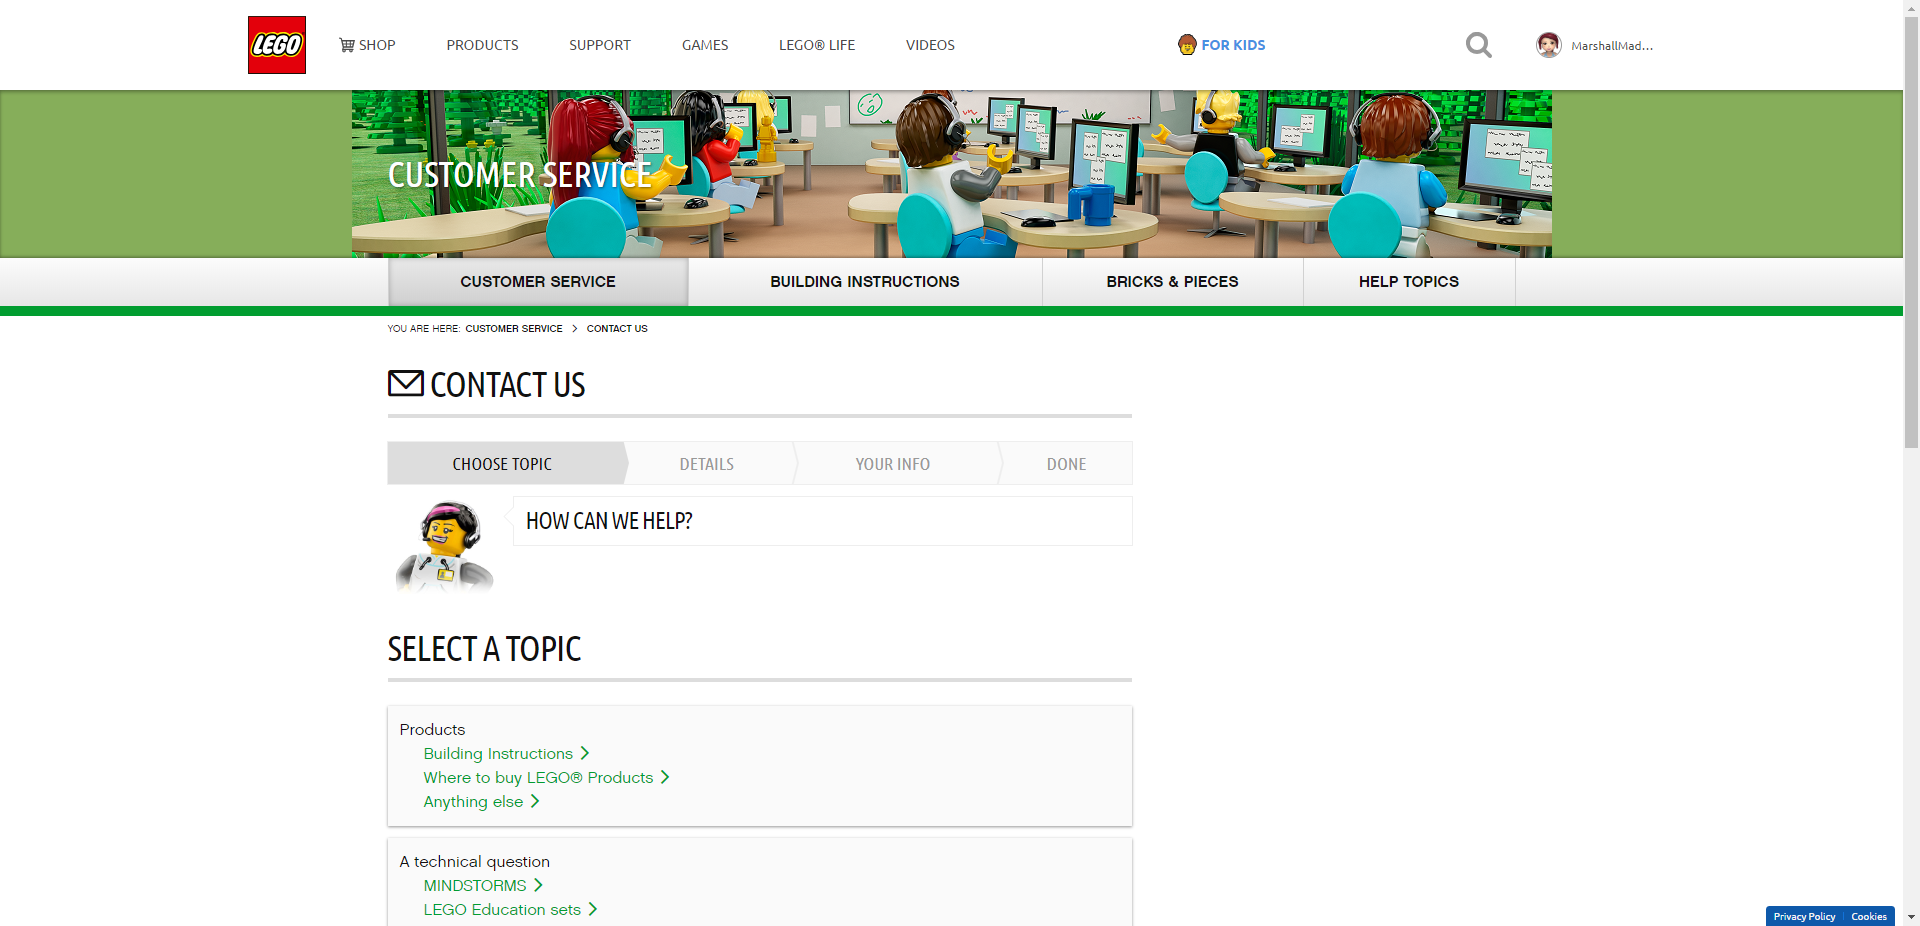 LEGO
SHOP
PRODUCTS
SUPPORT
GAMES
LEGO® LIFE
VIDEOS
FOR KIDS
MarshallMad...
CUSTOMER SERVICE
CUSTOMER SERVICE
BUILDING INSTRUCTIONS
BRICKS & PIECES
HELP TOPICS
YOU ARE HERE: CUSTOMER SERVICE > CONTACT US
CONTACT US
CHOOSE TOPIC
DETAILS
YOUR INFO
DONE
HOW CAN WE HELP?
SELECT A TOPIC
Products
Building Instructions
Where to buy LEGO® Products
Anything else
A technical question
MINDSTORMS
LEGO Education sets
Privacy Policy
Cookies